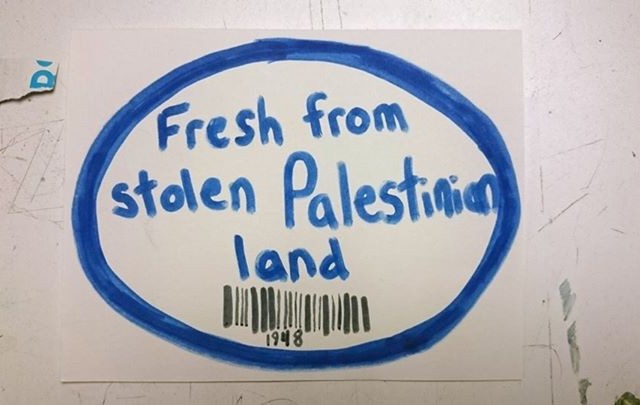 Fresh from
stolen Palestinian
land
1948